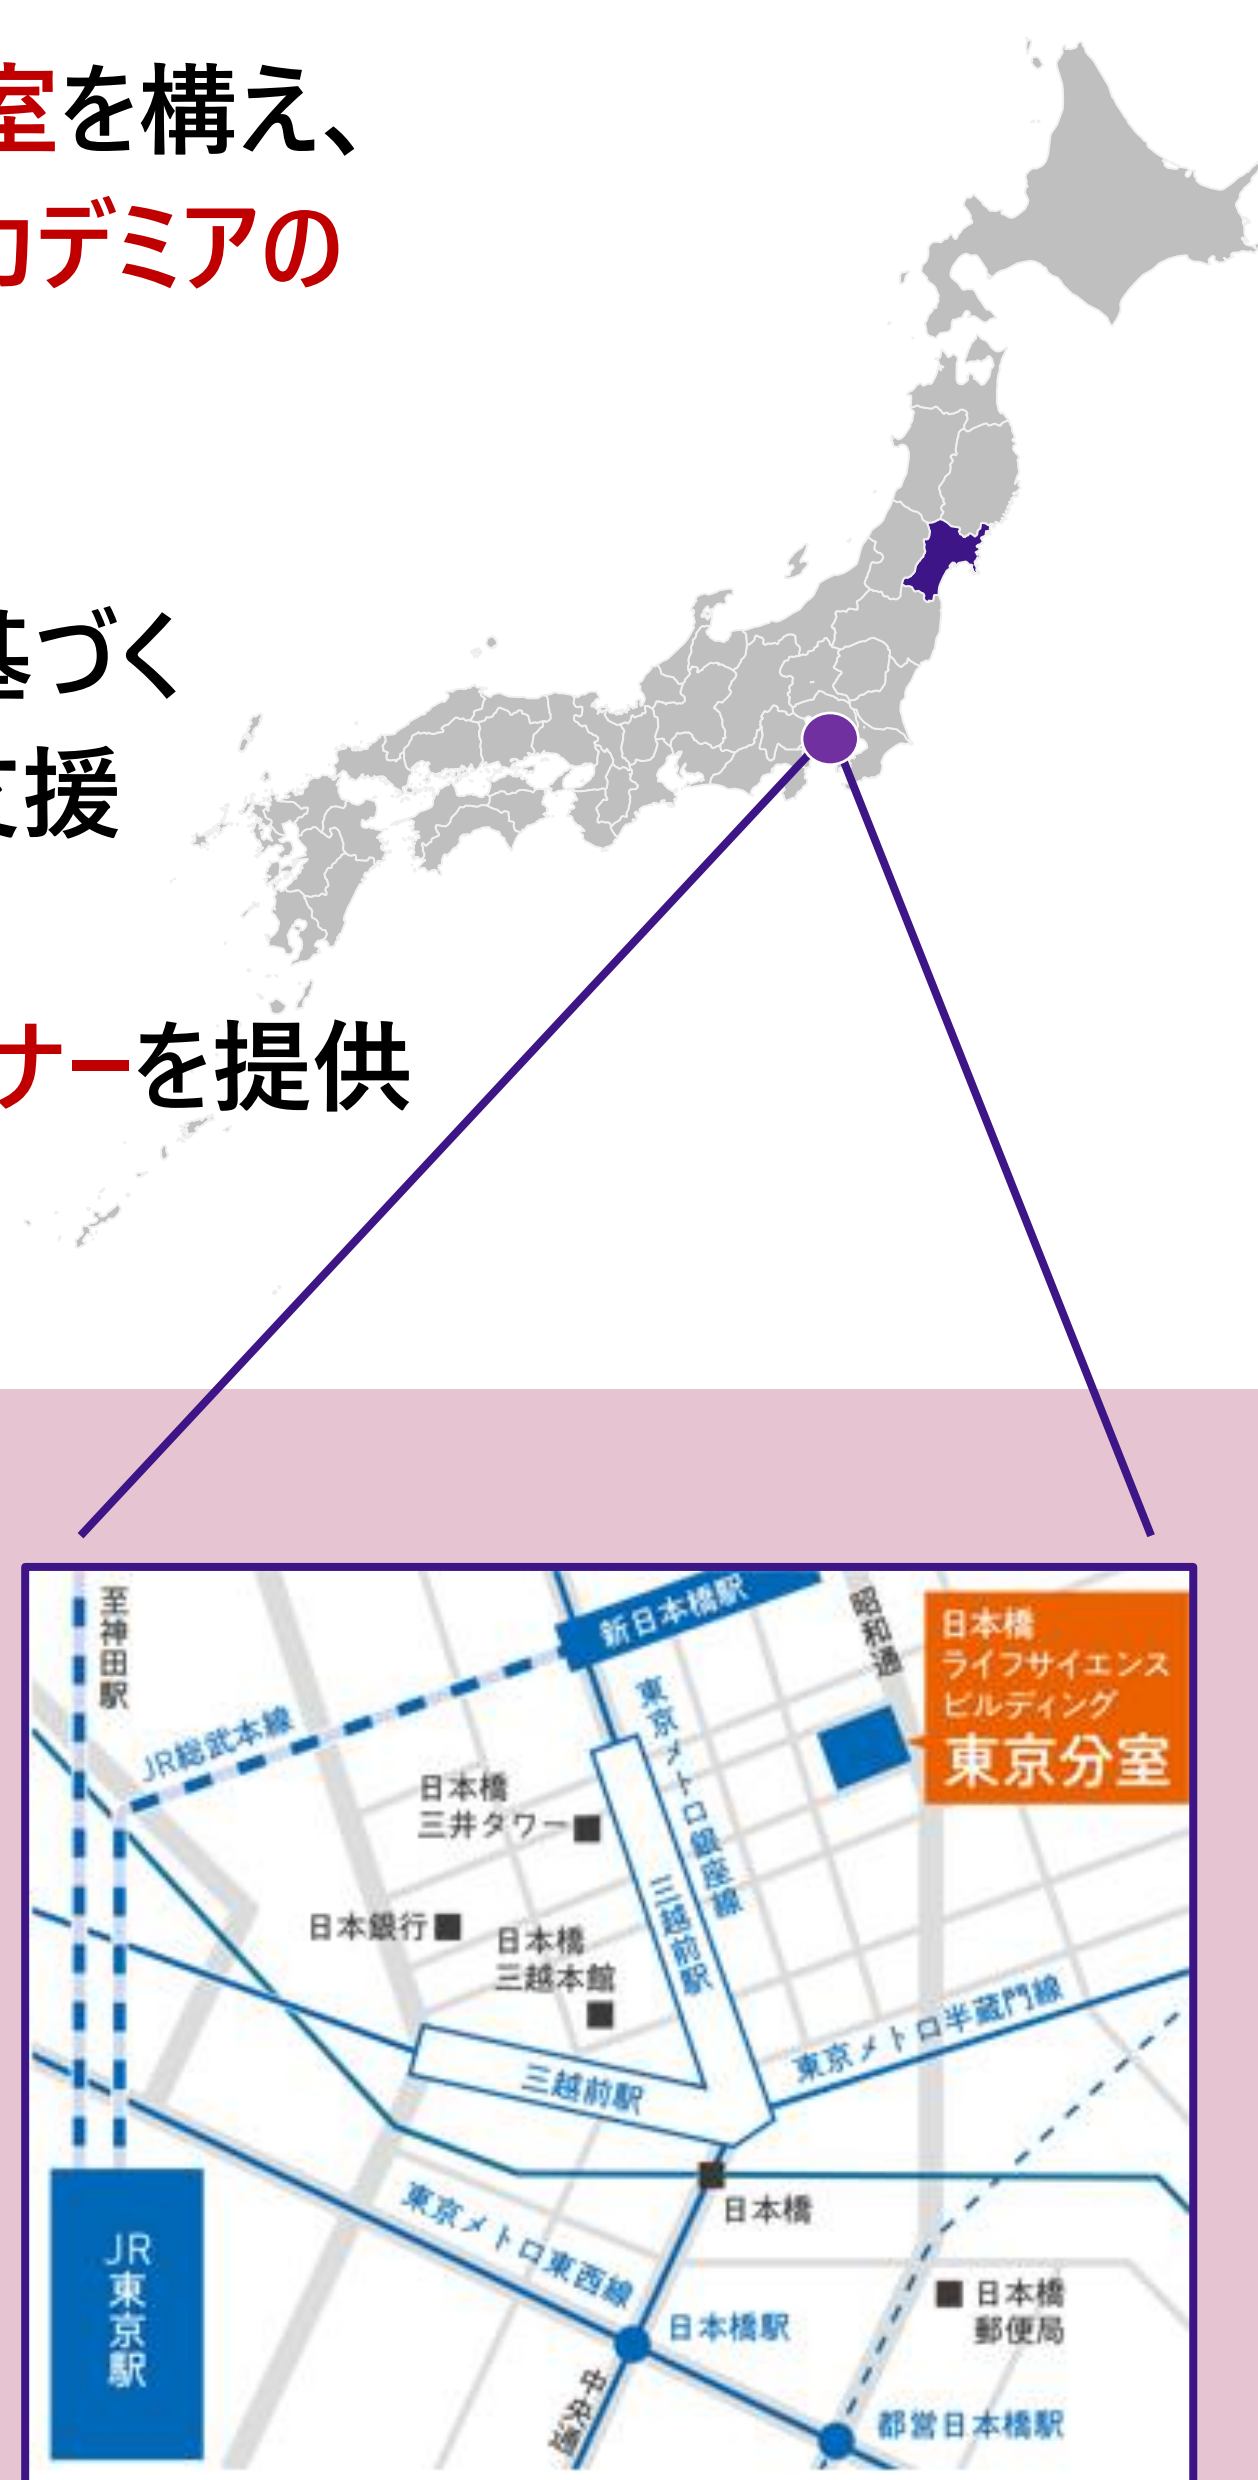 室を構え、
カデミアの
基づく
支援
ナーを提供
至神田駅
新日本橋駅
昭和通
日本橋
ライフサイエンス
ビルディング
東京分室
JR総武本線
東京メトロ銀座線
日本橋
三井タワー
三越前駅
日本銀行
日本橋
三越本館
東京メトロ半蔵門線
三越前駅
日本橋
東京メトロ東西線
JR
東京駅
日本橋駅
日本橋
郵便局
中央通
都営日本橋駅